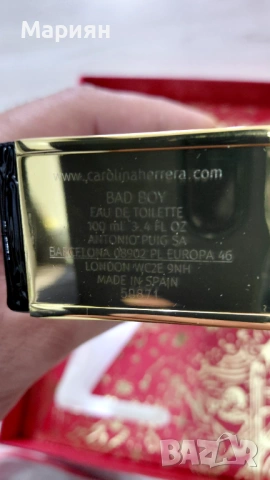 Мариян
www.carolinaherrera.com
BAD BOY
EAU DE TOILETTE
100 ml 3.4 FL OZ
ANTONIO PUIG SA
BARCELONA 08902 PL EUROPA 46
LONDON WC2E 9NH
MADE IN SPAIN
BAZAR